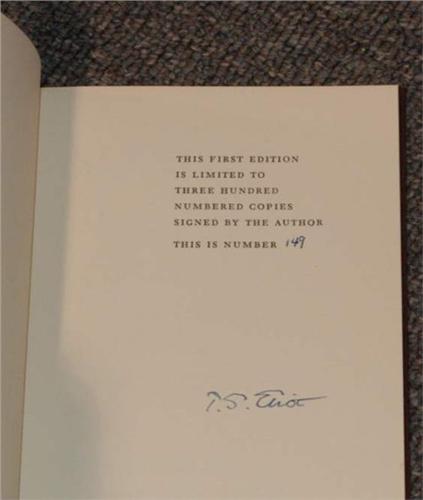 THIS FIRST EDITION
IS LIMITED TO
THREE HUNDRED
NUMBERED COPIES
SIGNED BY THE AUTHOR
THIS IS NUMBER 149
T. S. Eliot